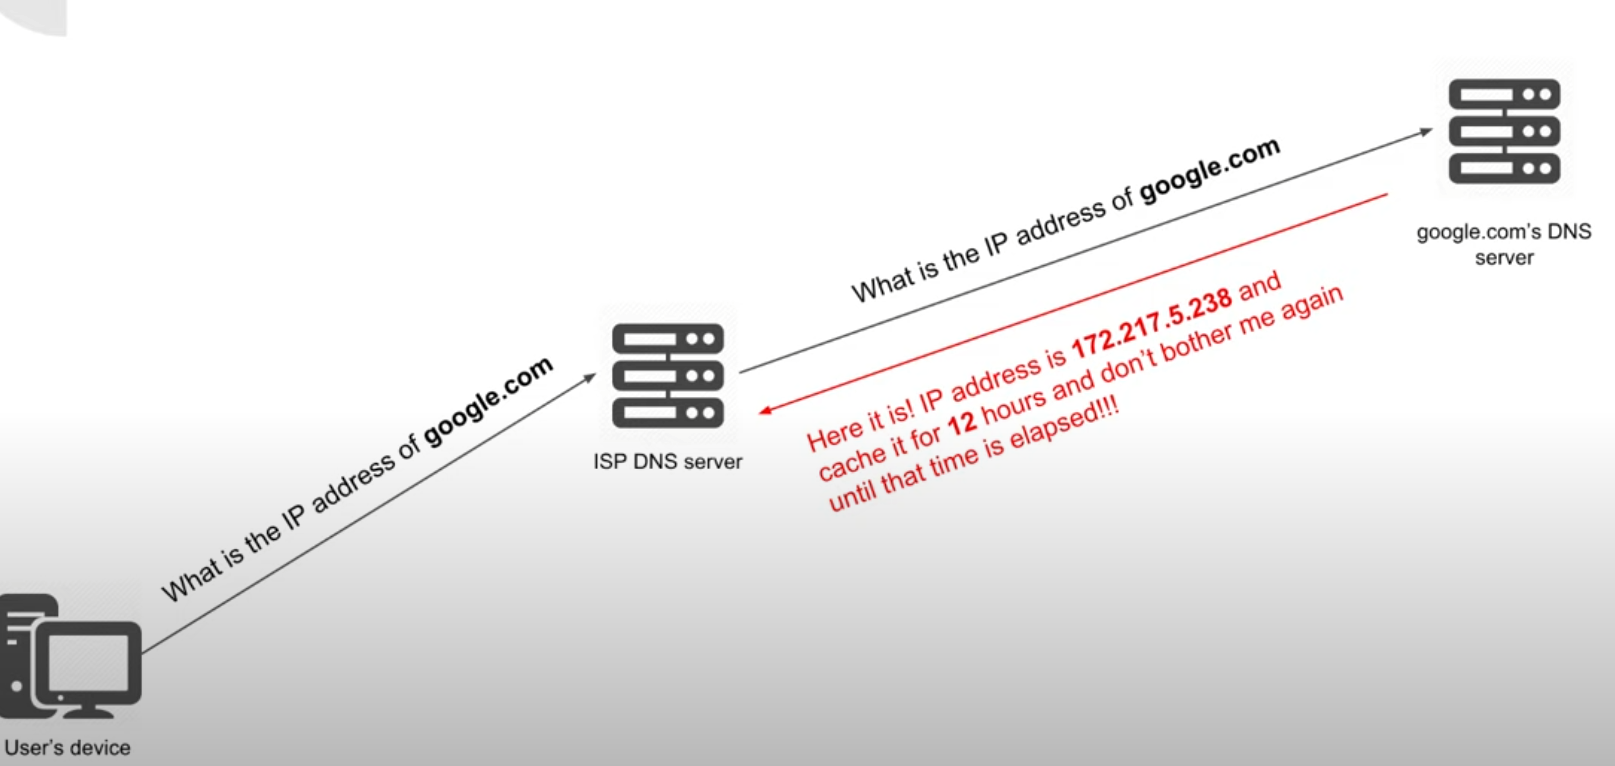 What is the IP address of google.com
google.com's DNS
server
Here it is! IP address is 172.217.5.238 and
cache it for 12 hours and don't bother me again
until that time is elapsed!!!
ISP DNS server
What is the IP address of google.com
User's device